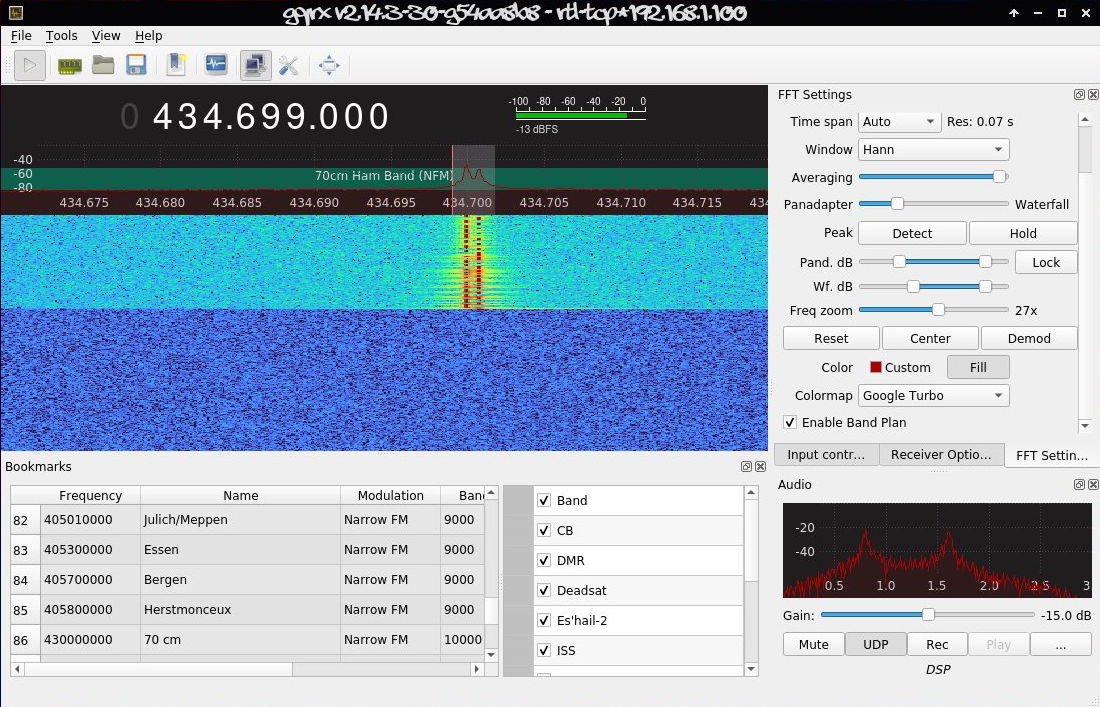 gqrx v2.14.3-30-g54aa8b8 - rtl-tcp*192.168.1.100
File Tools View Help
0 434.699.000
-100 -80 -60 -40 -20 0
-13 dBFS
-40
-60
-80
70cm Ham Band (NFM)
434.675 434.680 434.685 434.690 434.695 434.700 434.705 434.710 434.715 434
FFT Settings
Time span Auto Res: 0.07 s
Window Hann
Averaging
Panadapter Waterfall
Peak Detect Hold
Pand. dB Lock
Wf. dB
Freq zoom 27x
Reset Center Demod
Color Custom Fill
Colormap Google Turbo
Enable Band Plan
Input contr... Receiver Optio... FFT Settin...
Bookmarks
Frequency Name Modulation Ban
82 405010000 Julich/Meppen Narrow FM 9000
83 405300000 Essen Narrow FM 9000
84 405700000 Bergen Narrow FM 9000
85 405800000 Herstmonceux Narrow FM 9000
86 430000000 70 cm Narrow FM 10000
Band
CB
DMR
Deadsat
Es'hail-2
ISS
Audio
-20
-40
0.5 1.0 1.5 2.0 2.5 3
Gain: -15.0 dB
Mute UDP Rec Play ...
DSP